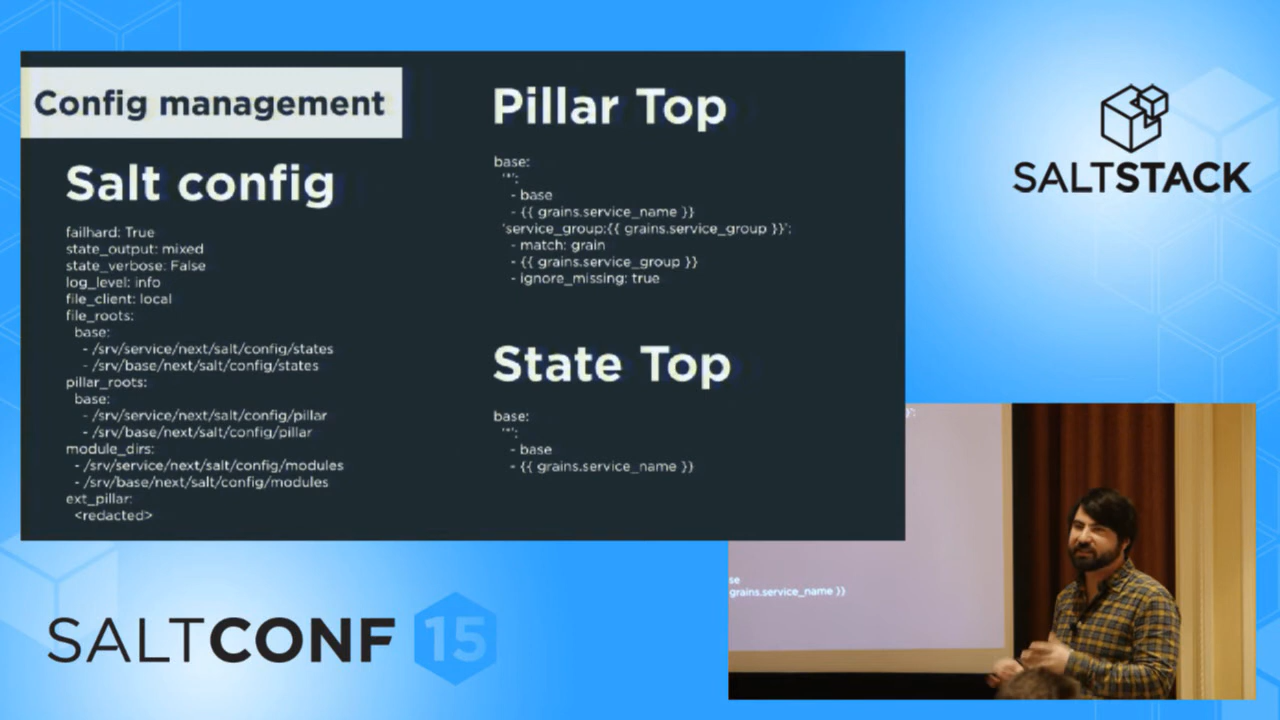 Config management
Salt config
failhard: True
state_output: mixed
state_verbose: False
log_level: info
file_client: local
file_roots:
  base:
    - /srv/service/next/salt/config/states
    - /srv/base/next/salt/config/states
pillar_roots:
  base:
    - /srv/service/next/salt/config/pillar
    - /srv/base/next/salt/config/pillar
module_dirs:
  - /srv/service/next/salt/config/modules
  - /srv/base/next/salt/config/modules
ext_pillar:
  <redacted>
Pillar Top
base:
  '*':
    - base
    - {{ grains.service_name }}
  'service_group:{{ grains.service_group }}':
    - match: grain
    - {{ grains.service_group }}
    - ignore_missing: true
State Top
base:
  '*':
    - base
    - {{ grains.service_name }}
SALTSTACK
}':
se
grains.service_name }}
SALTCONF 15